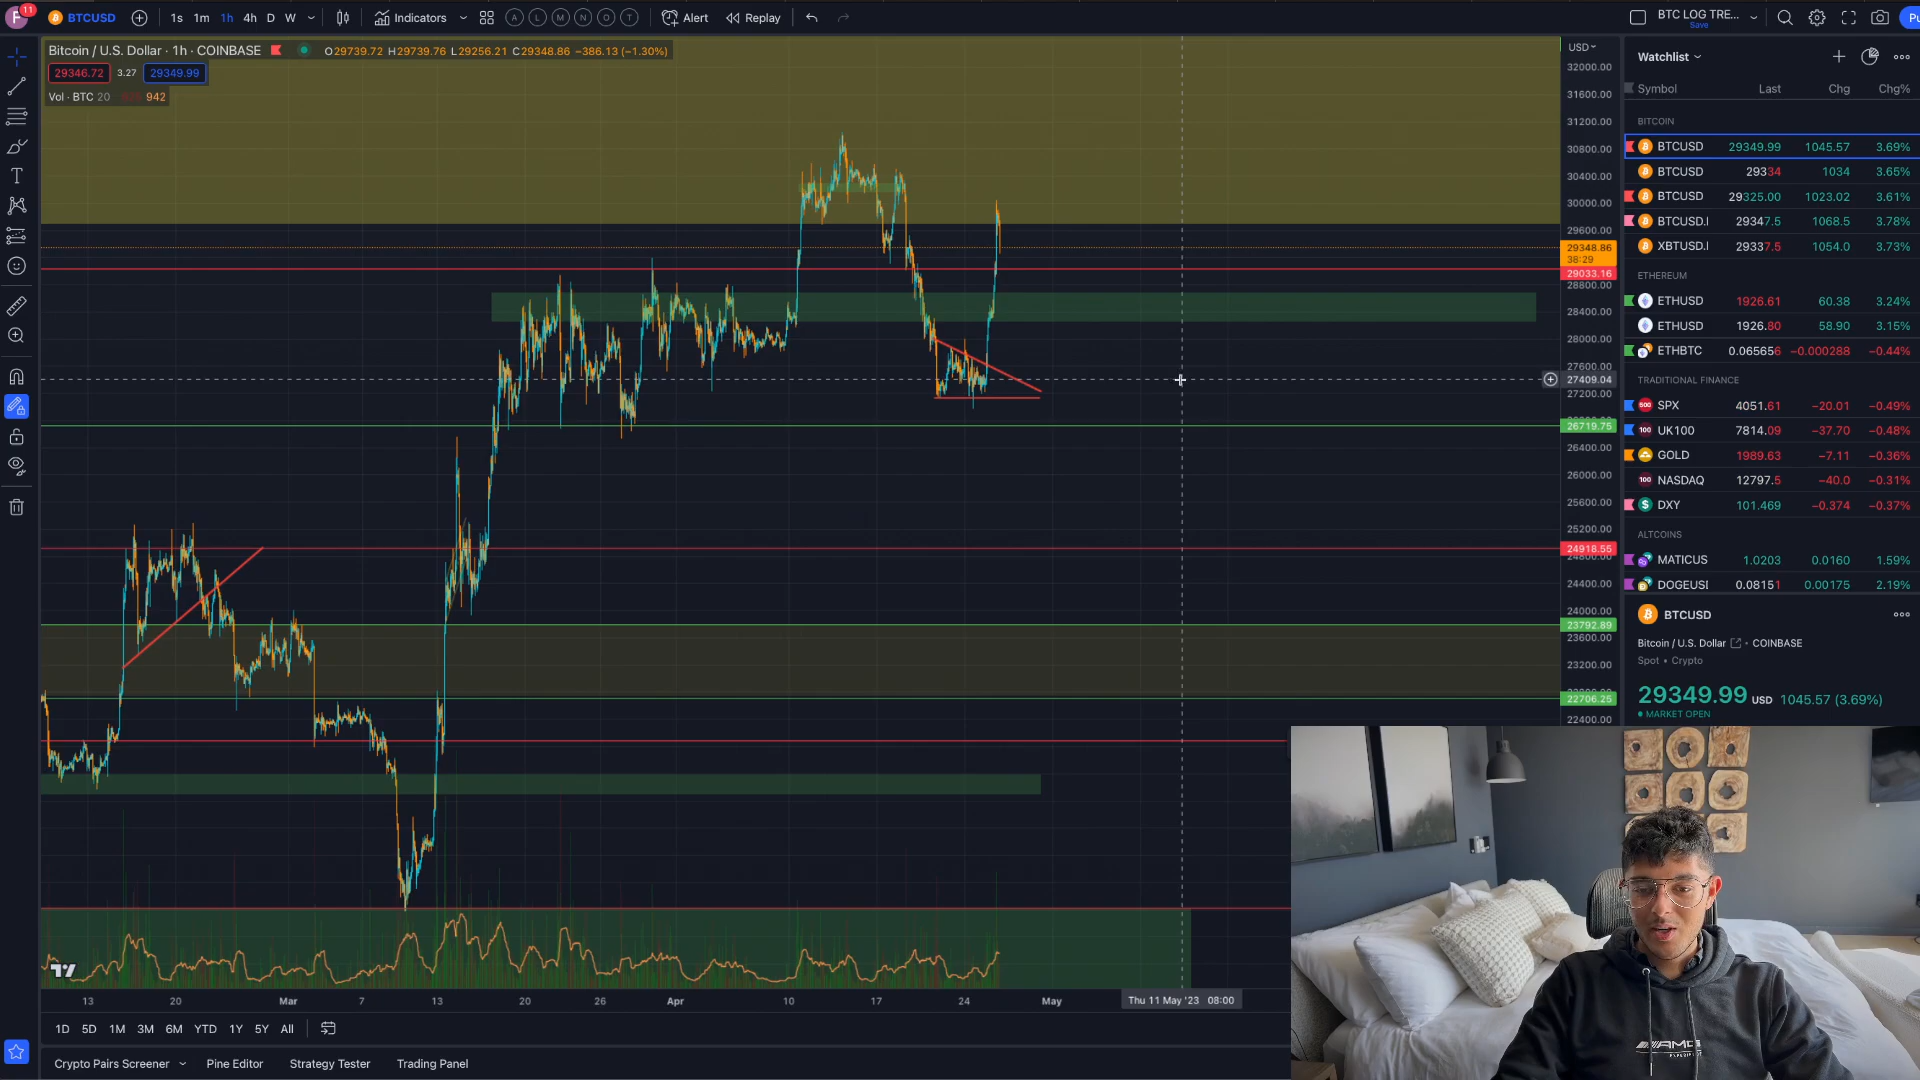 11
BTCUSD
1s 1m 1h 4h D W
Indicators
A L M N O T
Alert
Replay
BTC LOG TRE...
Save
Pu
Bitcoin / U.S. Dollar · 1h · COINBASE
O29739.72 H29739.76 L29256.21 C29348.86 −386.13 (−1.30%)
29346.72 3.27 29349.99
Vol · BTC 20 942
USD
32000.00
31600.00
31200.00
30800.00
30400.00
30000.00
29600.00
29348.86
38:29
29033.16
28800.00
28400.00
28000.00
27600.00
27409.04
27200.00
26719.75
26400.00
26000.00
25600.00
25200.00
24918.55
24400.00
24000.00
23792.89
23600.00
23200.00
22706.25
22400.00
13 20 Mar 7 13 20 26 Apr 10 17 24 May
Thu 11 May '23 08:00
1D 5D 1M 3M 6M YTD 1Y 5Y All
Crypto Pairs Screener
Pine Editor
Strategy Tester
Trading Panel
Watchlist
Symbol Last Chg Chg%
BITCOIN
BTCUSD 29349.99 1045.57 3.69%
BTCUSD 29334 1034 3.65%
BTCUSD 29325.00 1023.02 3.61%
BTCUSD.I 29347.5 1068.5 3.78%
XBTUSD.I 29337.5 1054.0 3.73%
ETHEREUM
ETHUSD 1926.61 60.38 3.24%
ETHUSD 1926.80 58.90 3.15%
ETHBTC 0.065656 −0.000288 −0.44%
TRADITIONAL FINANCE
500 SPX 4051.61 −20.01 −0.49%
100 UK100 7814.09 −37.70 −0.48%
GOLD 1989.63 −7.11 −0.36%
100 NASDAQ 12797.5 −40.0 −0.31%
DXY 101.469 −0.374 −0.37%
ALTCOINS
MATICUS 1.0203 0.0160 1.59%
DOGEUSI 0.08151 0.00175 2.19%
BTCUSD
Bitcoin / U.S. Dollar • COINBASE
Spot • Crypto
29349.99 USD 1045.57 (3.69%)
MARKET OPEN
AMG